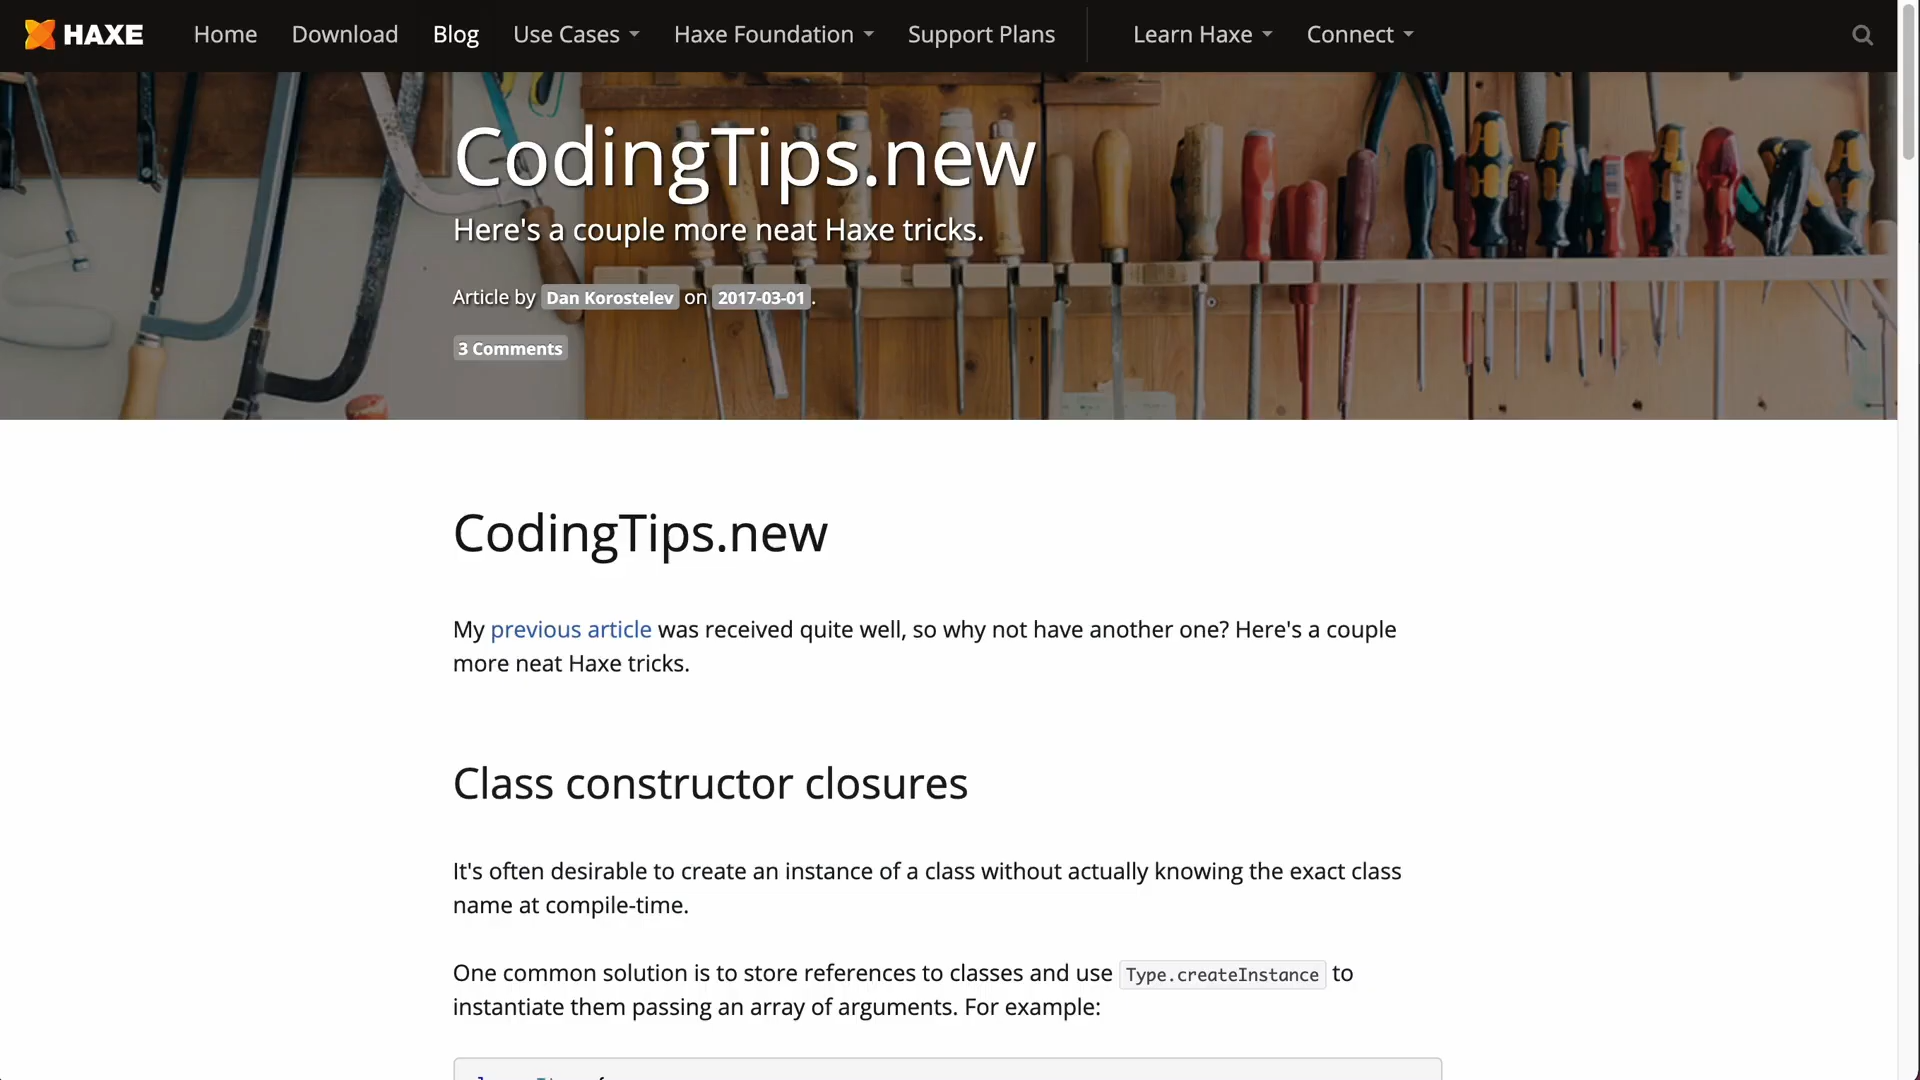 HAXE Home Download Blog Use Cases Haxe Foundation Support Plans Learn Haxe Connect
CodingTips.new
Here's a couple more neat Haxe tricks.
Article by Dan Korostelev on 2017-03-01.
3 Comments
CodingTips.new
My previous article was received quite well, so why not have another one? Here's a couple
more neat Haxe tricks.
Class constructor closures
It's often desirable to create an instance of a class without actually knowing the exact class
name at compile-time.
One common solution is to store references to classes and use Type.createInstance to
instantiate them passing an array of arguments. For example: